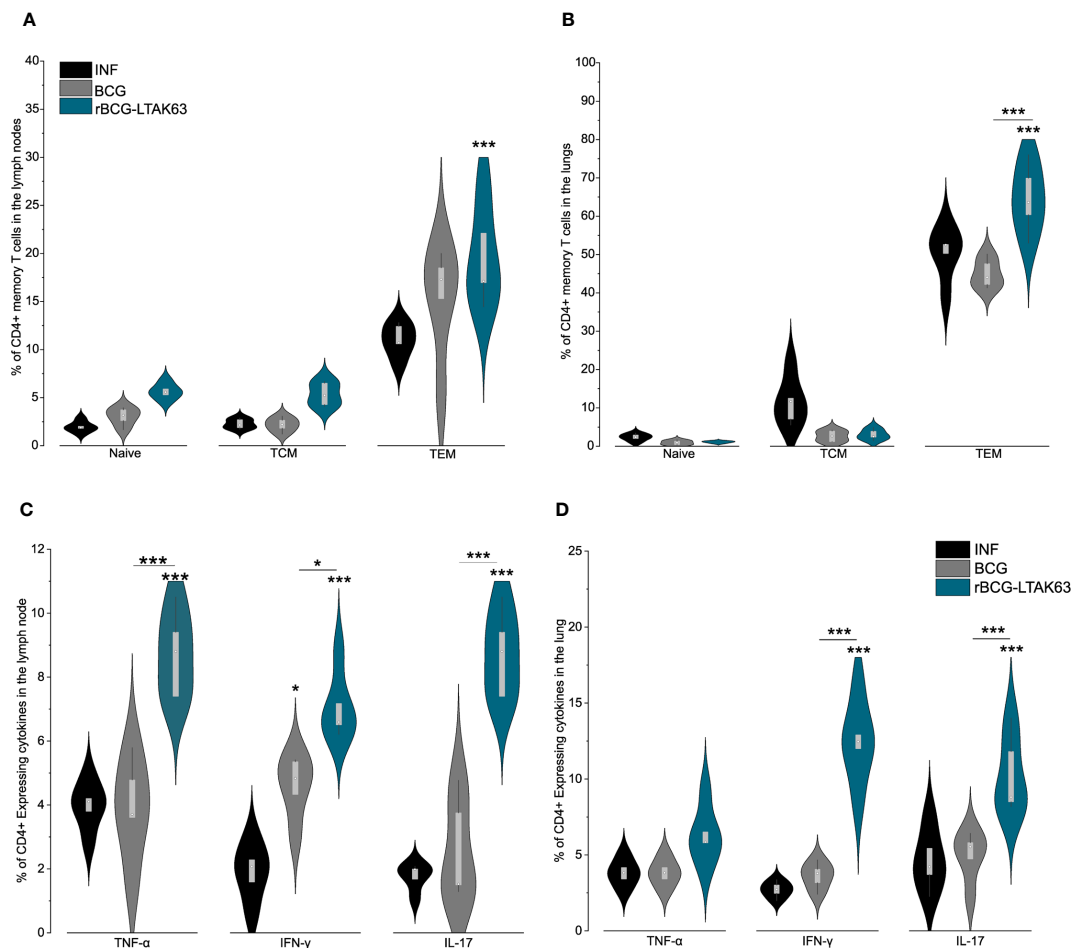 A
% of CD4+ memory T cells in the lymph nodes
40
35
30
25
20
15
10
5
0
INF
BCG
rBCG-LTAK63
***
Naive
TCM
TEM
B
% of CD4+ memory T cells in the lungs
100
90
80
70
60
50
40
30
20
10
0
***
***
Naive
TCM
TEM
C
% of CD4+ Expressing cytokines in the lymph node
12
10
8
6
4
2
0
***
***
*
***
*
***
***
TNF-α
IFN-γ
IL-17
D
% of CD4+ Expressing cytokines in the lung
25
20
15
10
5
0
INF
BCG
rBCG-LTAK63
***
***
***
***
TNF-α
IFN-γ
IL-17